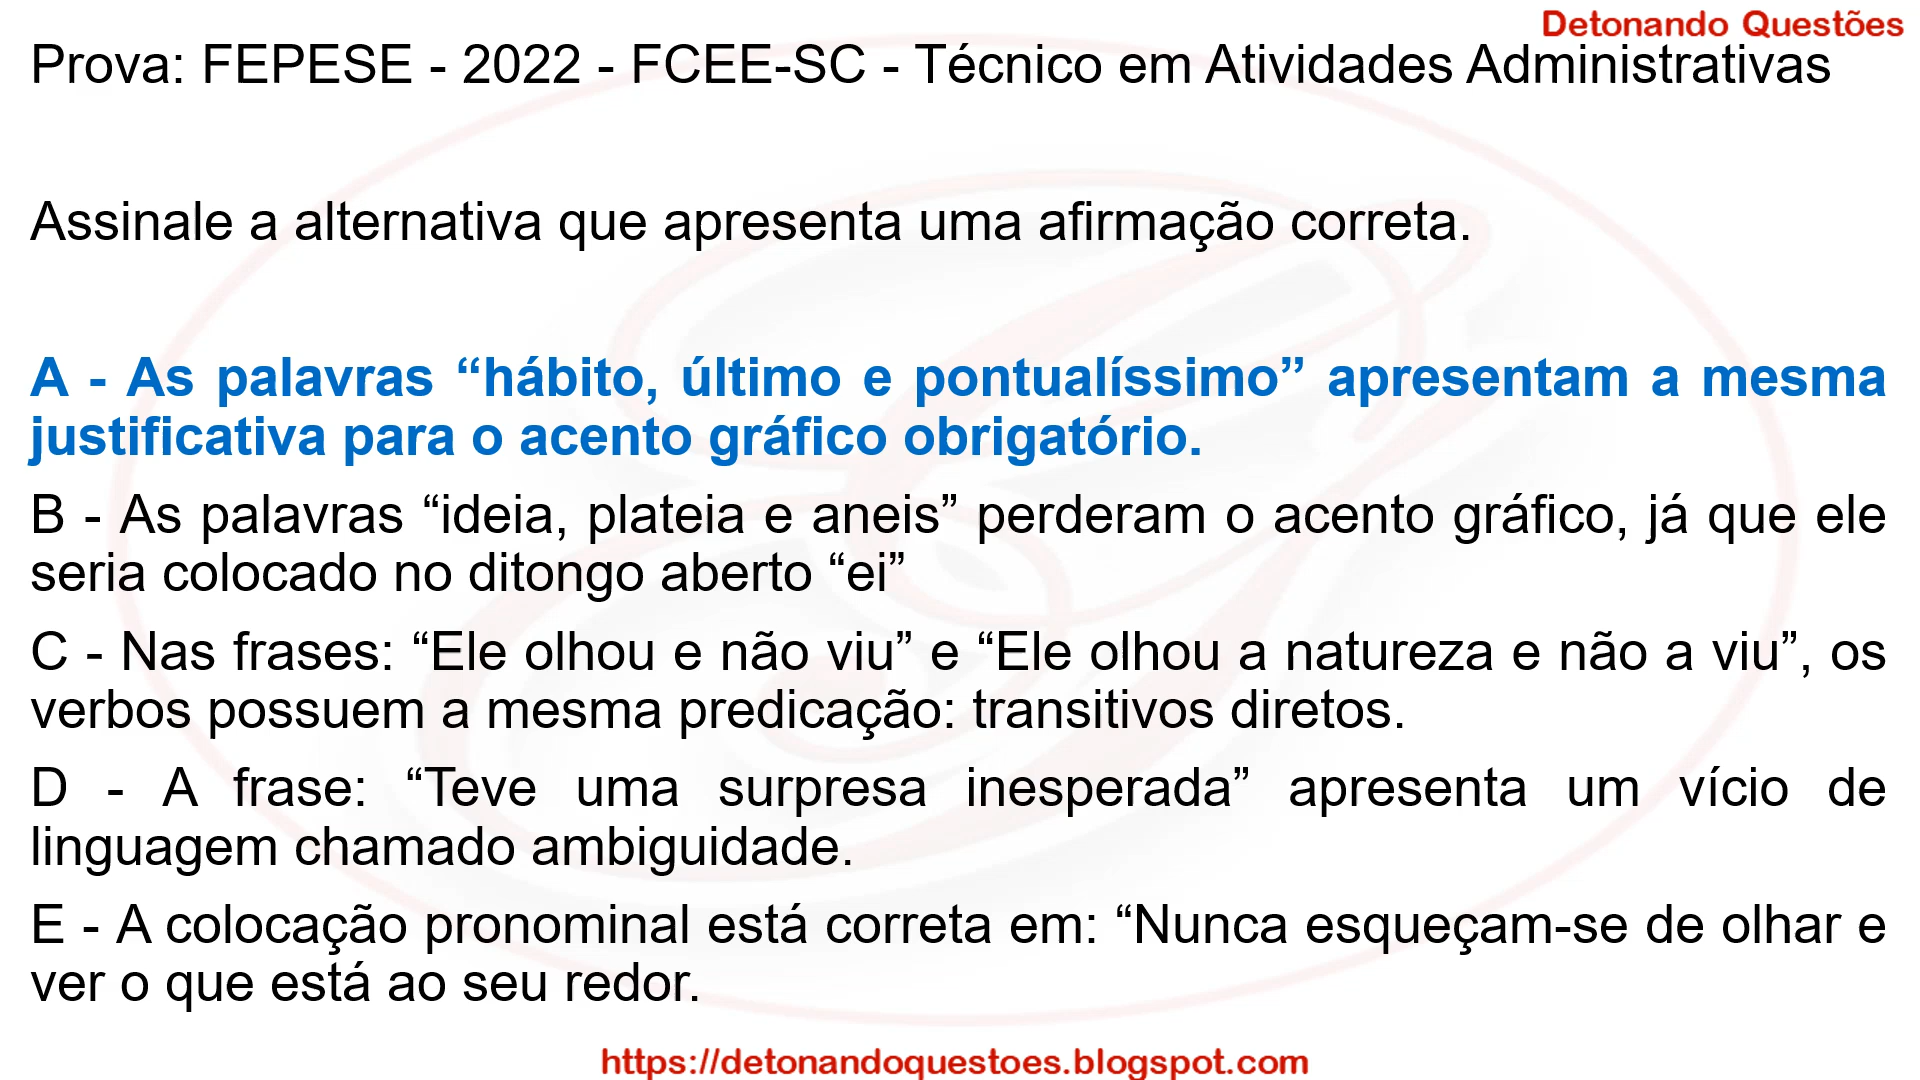 Detonando Questões
Prova: FEPESE - 2022 - FCEE-SC - Técnico em Atividades Administrativas
Assinale a alternativa que apresenta uma afirmação correta.
A - As palavras “hábito, último e pontualíssimo” apresentam a mesma
justificativa para o acento gráfico obrigatório.
B - As palavras “ideia, plateia e aneis” perderam o acento gráfico, já que ele
seria colocado no ditongo aberto “ei”
C - Nas frases: “Ele olhou e não viu” e “Ele olhou a natureza e não a viu”, os
verbos possuem a mesma predicação: transitivos diretos.
D - A frase: “Teve uma surpresa inesperada” apresenta um vício de
linguagem chamado ambiguidade.
E - A colocação pronominal está correta em: “Nunca esqueçam-se de olhar e
ver o que está ao seu redor.
https://detonandoquestoes.blogspot.com